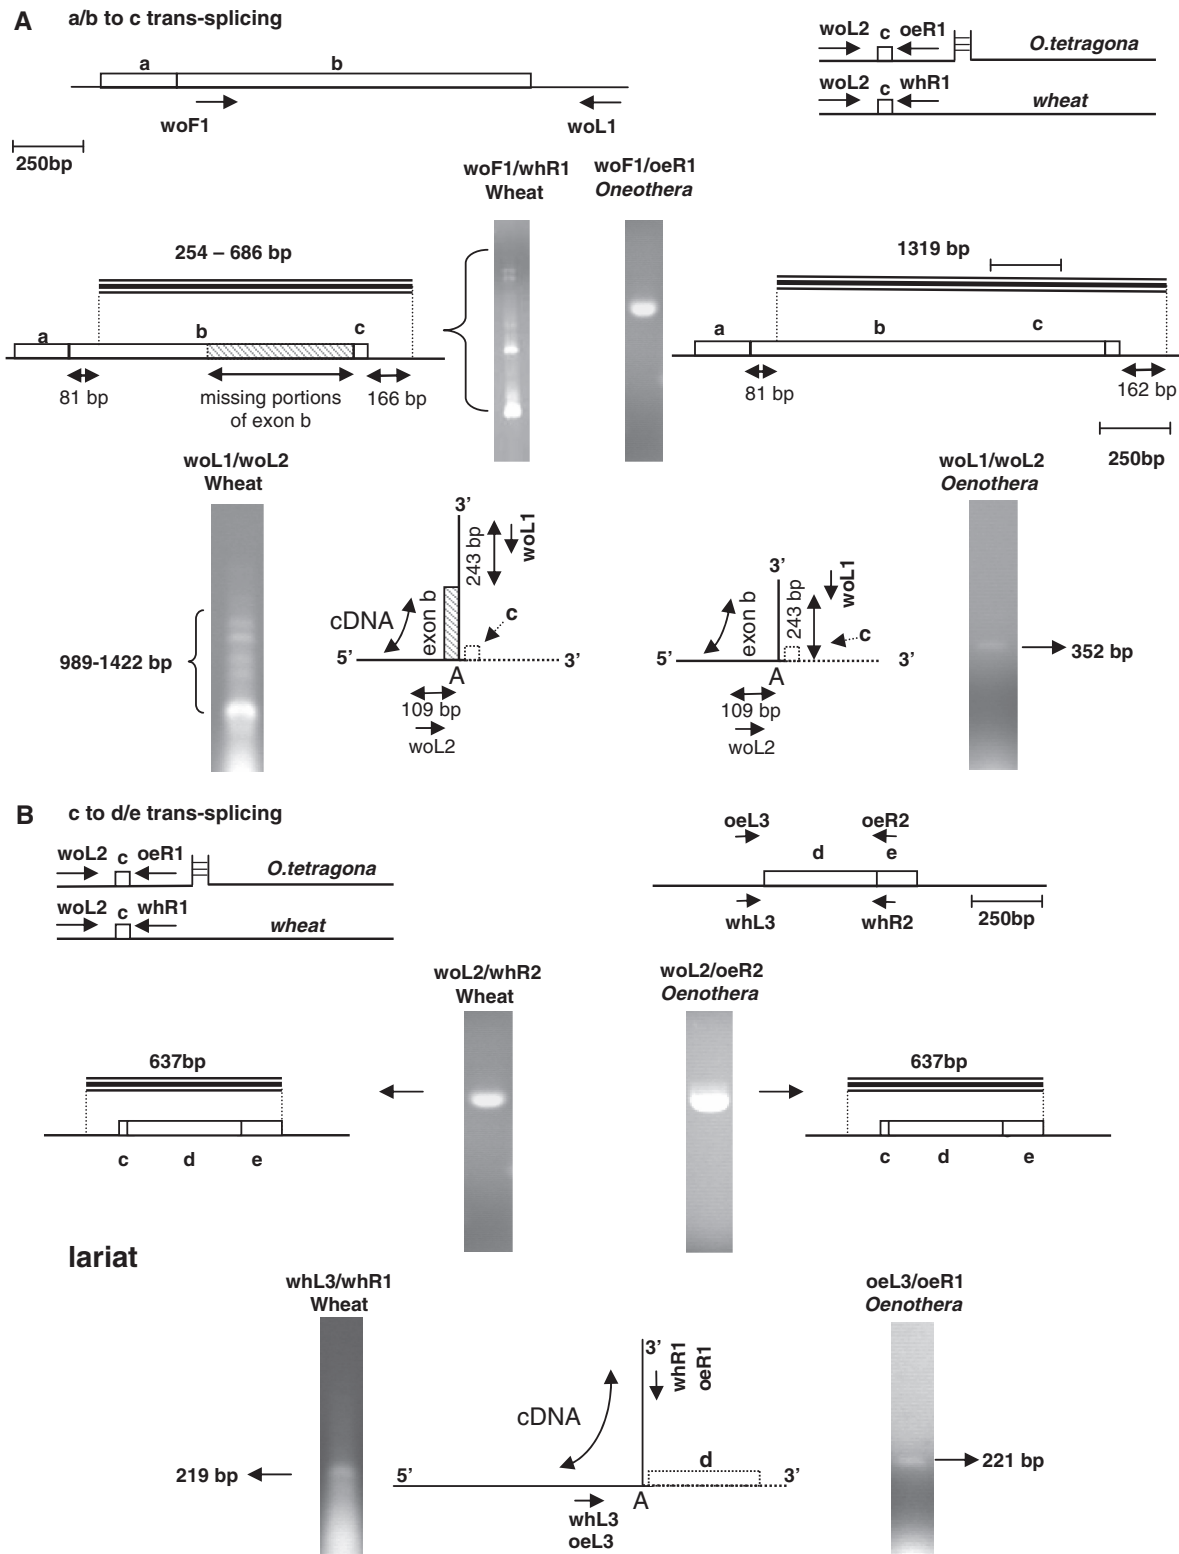 A a/b to c trans-splicing
a b
woF1 woL1
250bp
woL2 c oeR1
O.tetragona
woL2 c whR1
wheat
woF1/whR1
Wheat
woF1/oeR1
Oneothera
254 – 686 bp
a b c
81 bp
missing portions
of exon b
166 bp
1319 bp
a b c
81 bp
162 bp
250bp
woL1/woL2
Wheat
989-1422 bp
3’
243 bp
woL1
cDNA
exon b
c
5’ 3’
A
109 bp
woL2
3’
243 bp
woL1
exon b
c
5’ 3’
A
109 bp
woL2
woL1/woL2
Oenothera
352 bp
B c to d/e trans-splicing
woL2 c oeR1
O.tetragona
woL2 c whR1
wheat
oeL3 oeR2
d e
whL3 whR2
250bp
woL2/whR2
Wheat
woL2/oeR2
Oenothera
637bp
c d e
637bp
c d e
lariat
whL3/whR1
Wheat
219 bp
3’
whR1
oeR1
cDNA
d
5’ 3’
A
whL3
oeL3
oeL3/oeR1
Oenothera
221 bp